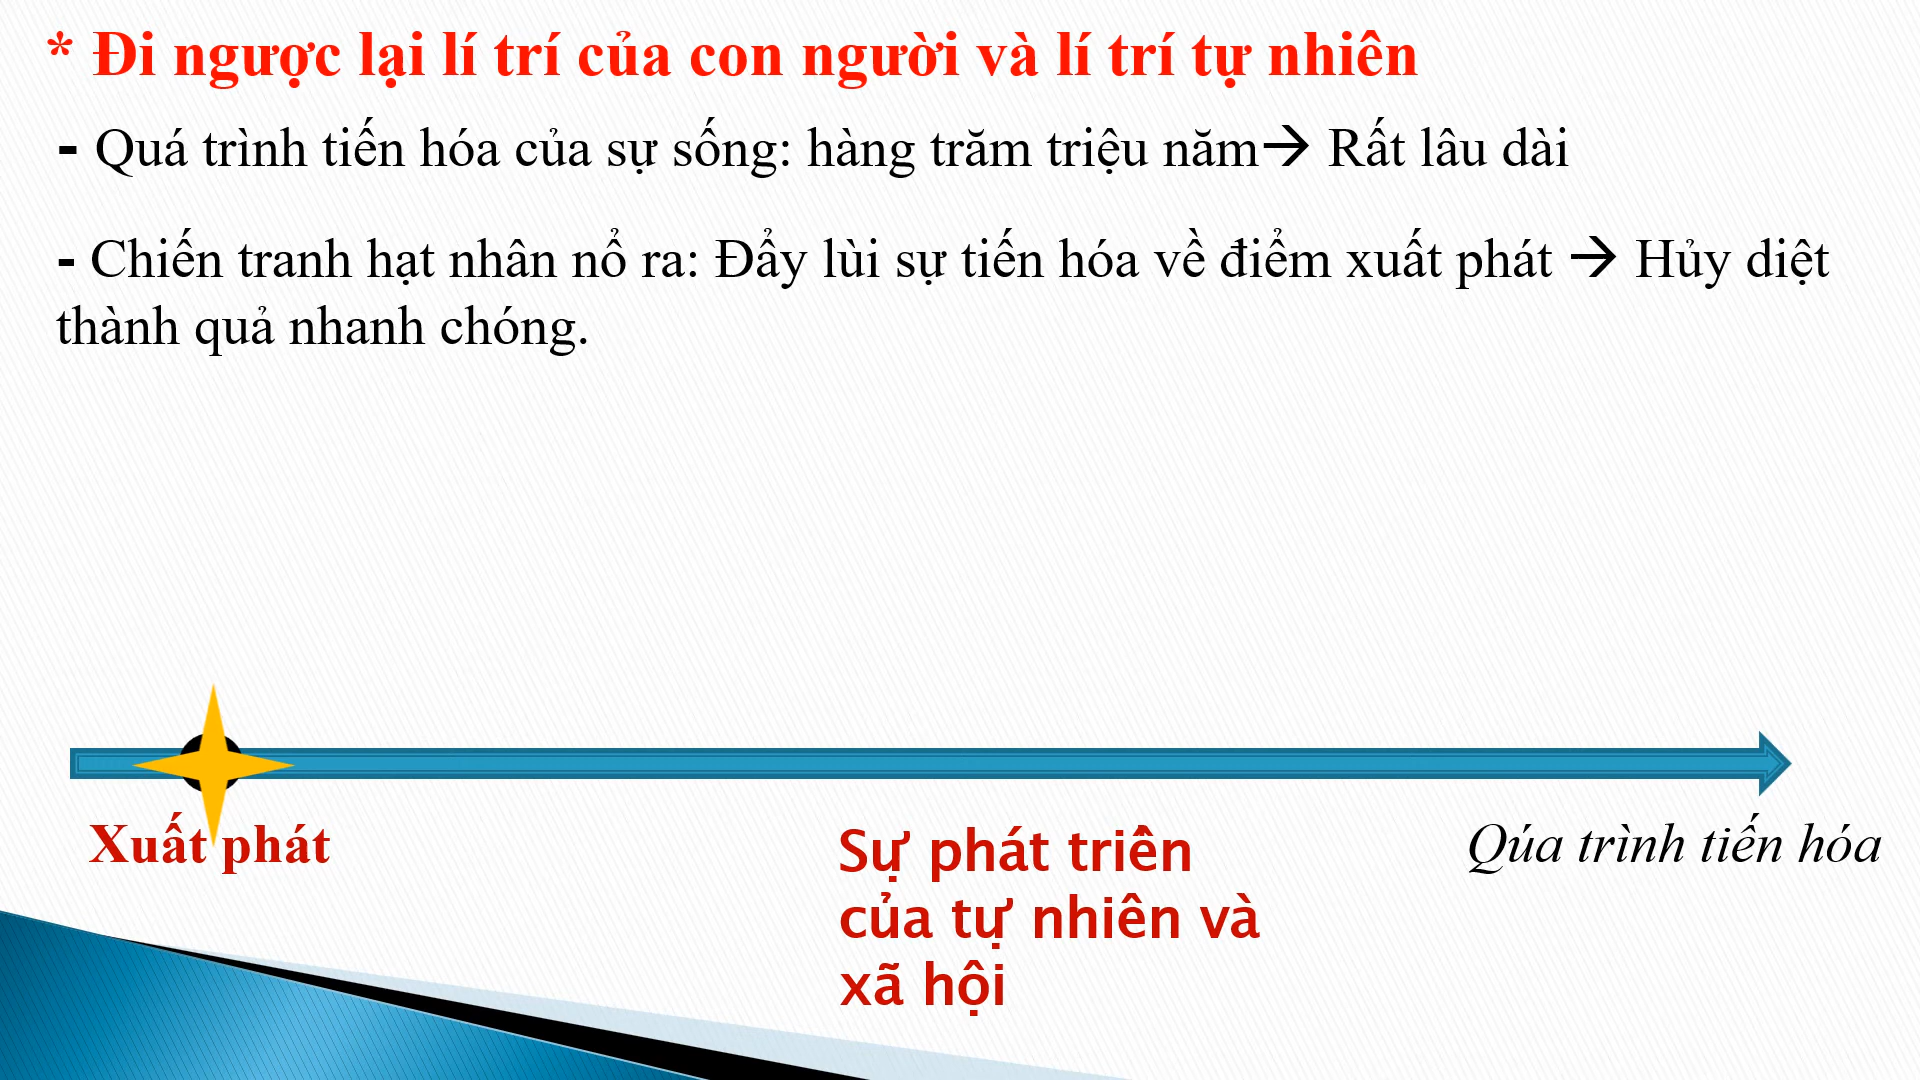 * Đi ngược lại lí trí của con người và lí trí tự nhiên
- Quá trình tiến hóa của sự sống: hàng trăm triệu năm→ Rất lâu dài
- Chiến tranh hạt nhân nổ ra: Đẩy lùi sự tiến hóa về điểm xuất phát → Hủy diệt
thành quả nhanh chóng.
Xuất phát
Sự phát triển
của tự nhiên và
xã hội
Qúa trình tiến hóa